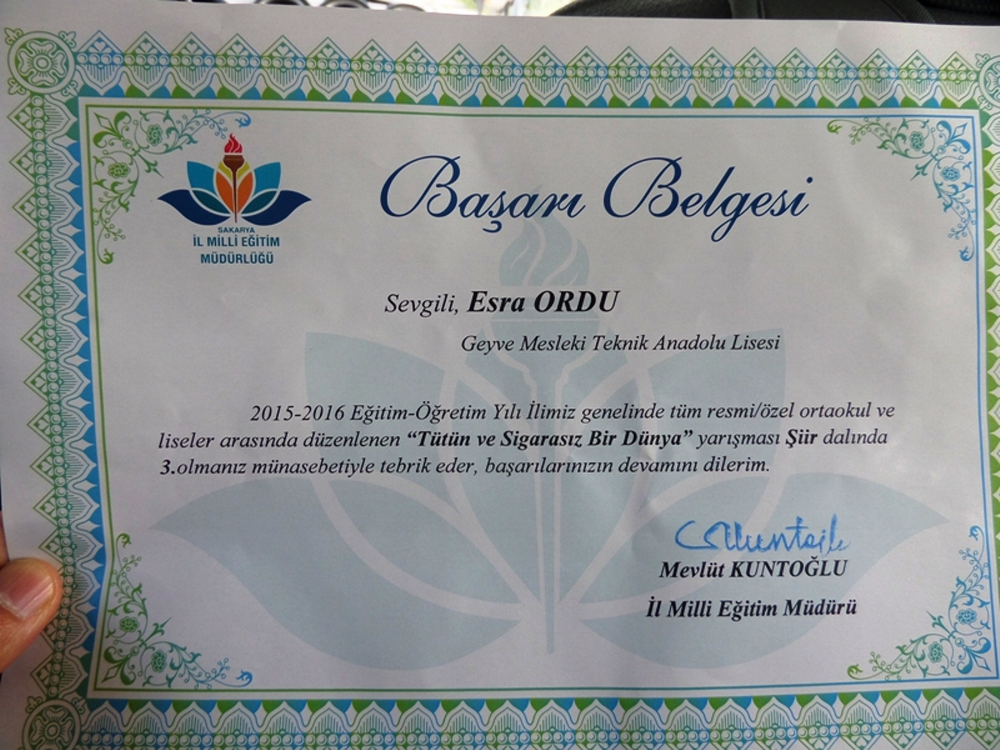 Başarı Belgesi
SAKARYA
İL MİLLİ EĞİTİM
MÜDÜRLÜĞÜ
Sevgili, Esra ORDU
Geyve Mesleki Teknik Anadolu Lisesi
2015-2016 Eğitim-Öğretim Yılı İlimiz genelinde tüm resmi/özel ortaokul ve
liseler arasında düzenlenen “Tütün ve Sigarasız Bir Dünya” yarışması Şiir dalında
3.olmanız münasebetiyle tebrik eder, başarılarınızın devamını dilerim.
Mevlüt KUNTOĞLU
İl Milli Eğitim Müdürü